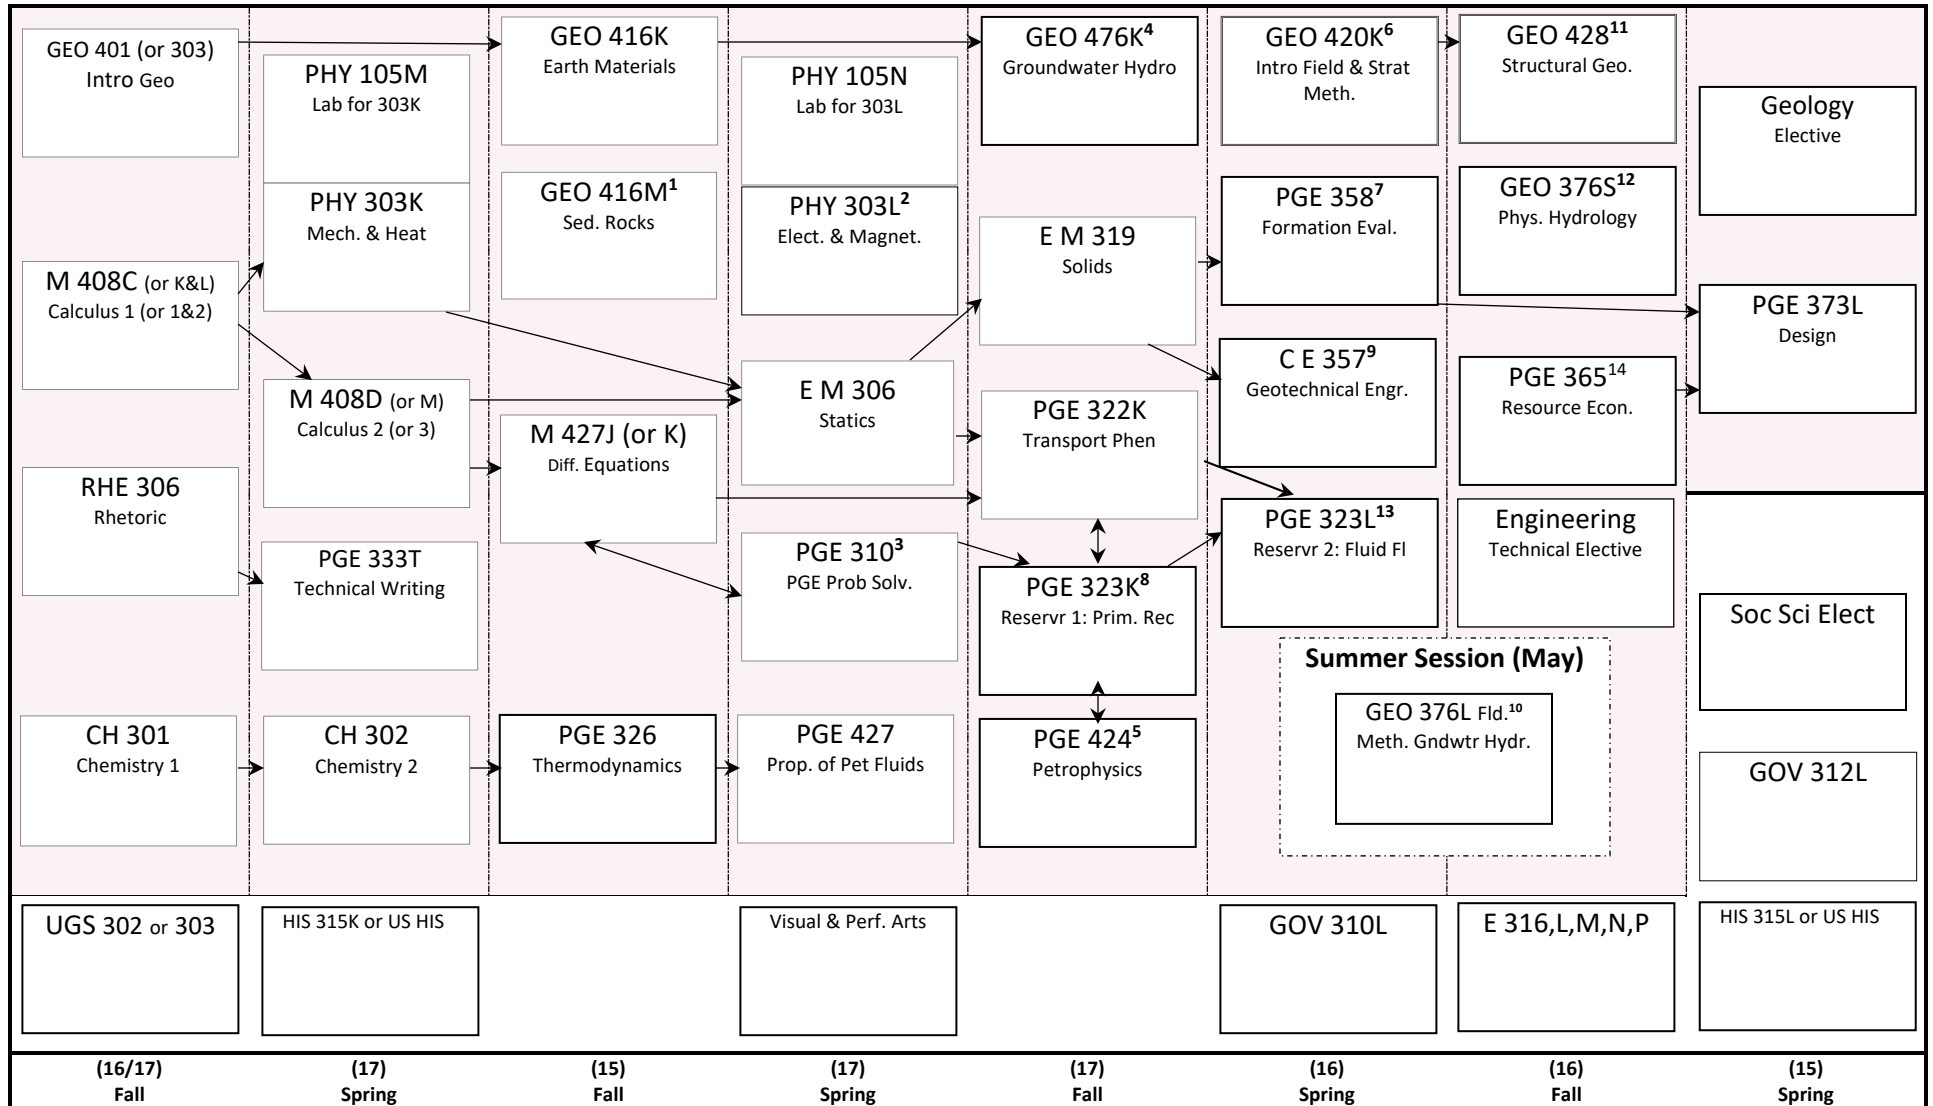 GEO 401 (or 303)
Intro Geo
M 408C (or K&L)
Calculus 1 (or 1&2)
RHE 306
Rhetoric
CH 301
Chemistry 1
UGS 302 or 303
(16/17)
Fall
PHY 105M
Lab for 303K
PHY 303K
Mech. & Heat
M 408D (or M)
Calculus 2 (or 3)
PGE 333T
Technical Writing
CH 302
Chemistry 2
HIS 315K or US HIS
(17)
Spring
GEO 416K
Earth Materials
GEO 416M¹
Sed. Rocks
M 427J (or K)
Diff. Equations
PGE 326
Thermodynamics
(15)
Fall
PHY 105N
Lab for 303L
PHY 303L²
Elect. & Magnet.
E M 306
Statics
PGE 310³
PGE Prob Solv.
PGE 427
Prop. of Pet Fluids
Visual & Perf. Arts
(17)
Spring
GEO 476K⁴
Groundwater Hydro
E M 319
Solids
PGE 322K
Transport Phen
PGE 323K⁸
Reservr 1: Prim. Rec
PGE 424⁵
Petrophysics
(17)
Fall
GEO 420K⁶
Intro Field & Strat
Meth.
PGE 358⁷
Formation Eval.
C E 357⁹
Geotechnical Engr.
PGE 323L¹³
Reservr 2: Fluid Fl
Summer Session (May)
GEO 376L Fld.¹⁰
Meth. Gndwtr Hydr.
GOV 310L
(16)
Spring
GEO 428¹¹
Structural Geo.
GEO 376S¹²
Phys. Hydrology
PGE 365¹⁴
Resource Econ.
Engineering
Technical Elective
E 316,L,M,N,P
(16)
Fall
Geology
Elective
PGE 373L
Design
Soc Sci Elect
GOV 312L
HIS 315L or US HIS
(15)
Spring